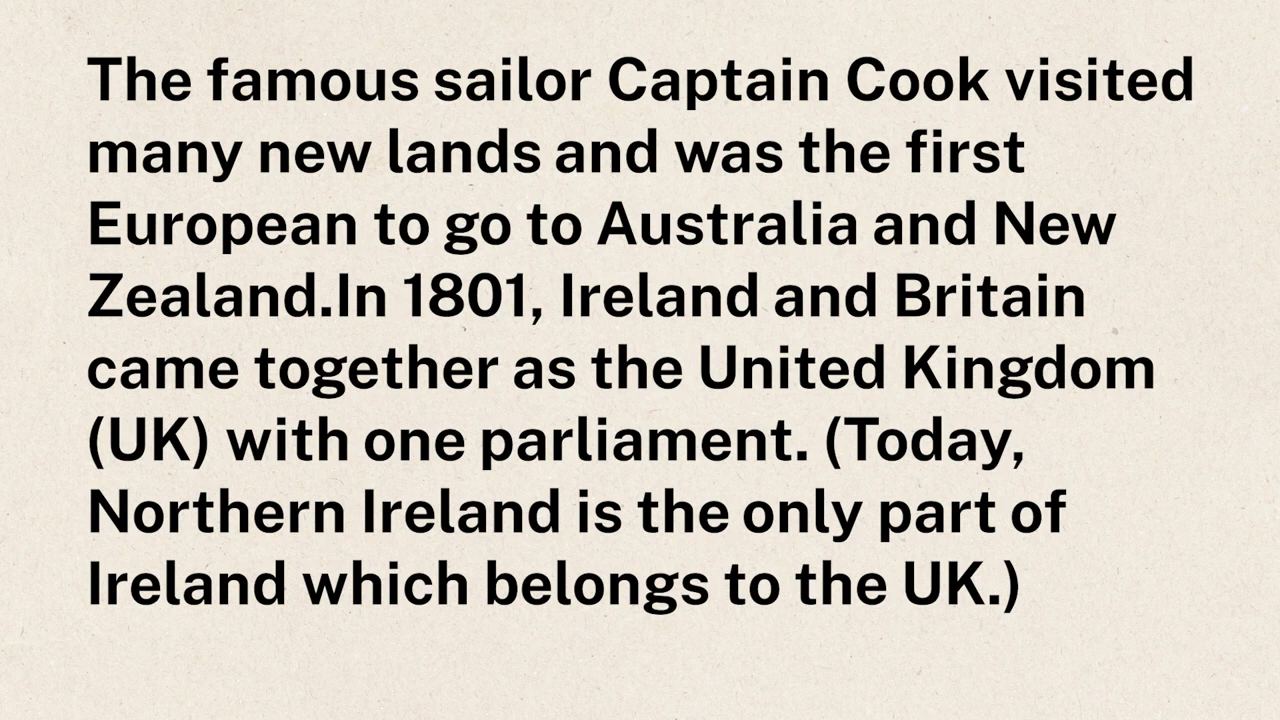 The famous sailor Captain Cook visited
many new lands and was the first
European to go to Australia and New
Zealand.In 1801, Ireland and Britain
came together as the United Kingdom
(UK) with one parliament. (Today,
Northern Ireland is the only part of
Ireland which belongs to the UK.)